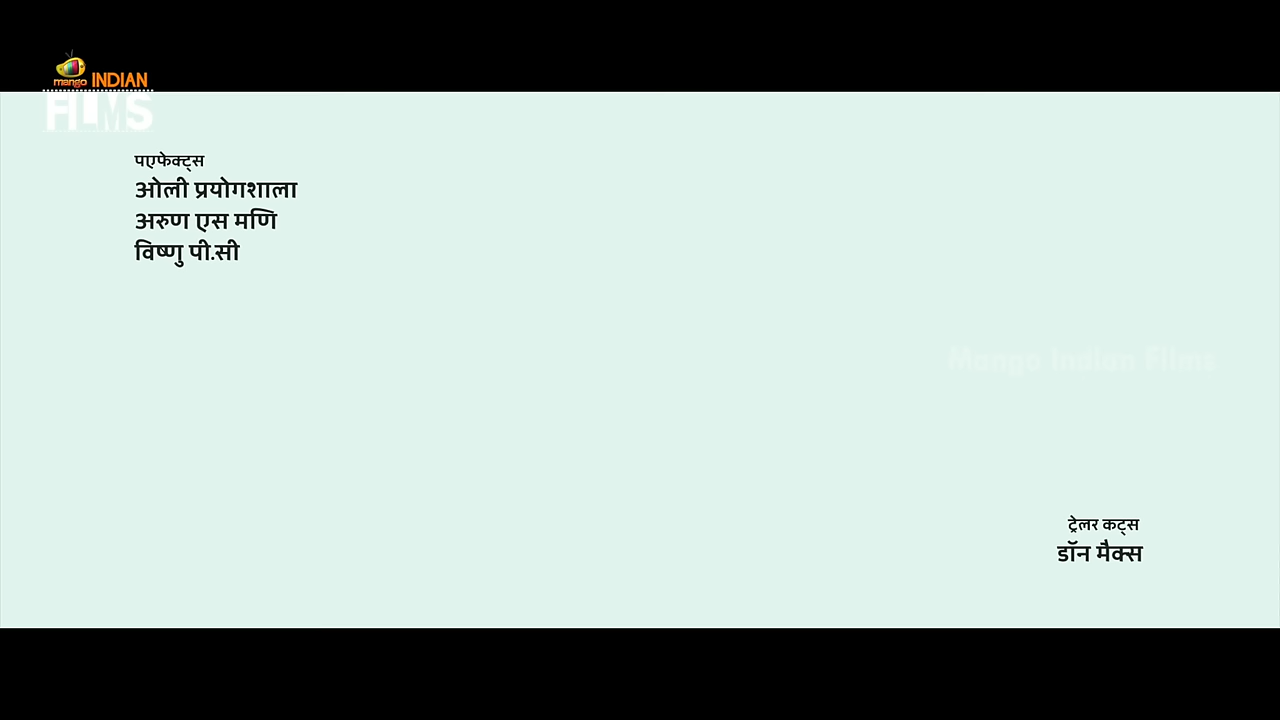 mango INDIAN
FILMS
पएफेक्ट्स
ओली प्रयोगशाला
अरुण एस मणि
विष्णु पी.सी
Mango Indian Films
ट्रेलर कट्स
डॉन मैक्स